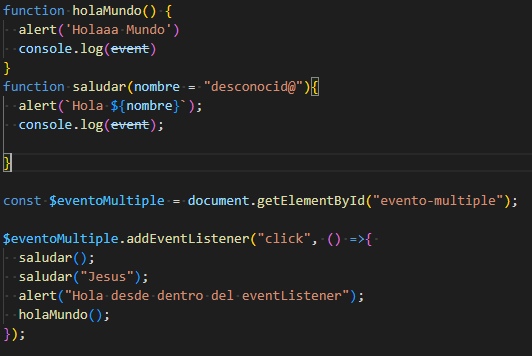 function holaMundo() {
  alert('Holaaa Mundo')
  console.log(event)
}
function saludar(nombre = "desconocid@"){
  alert(`Hola ${nombre}`);
  console.log(event);
}
const $eventoMultiple = document.getElementById("evento-multiple");
$eventoMultiple.addEventListener("click", () =>{
  saludar();
  saludar("Jesus");
  alert("Hola desde dentro del eventListener");
  holaMundo();
});